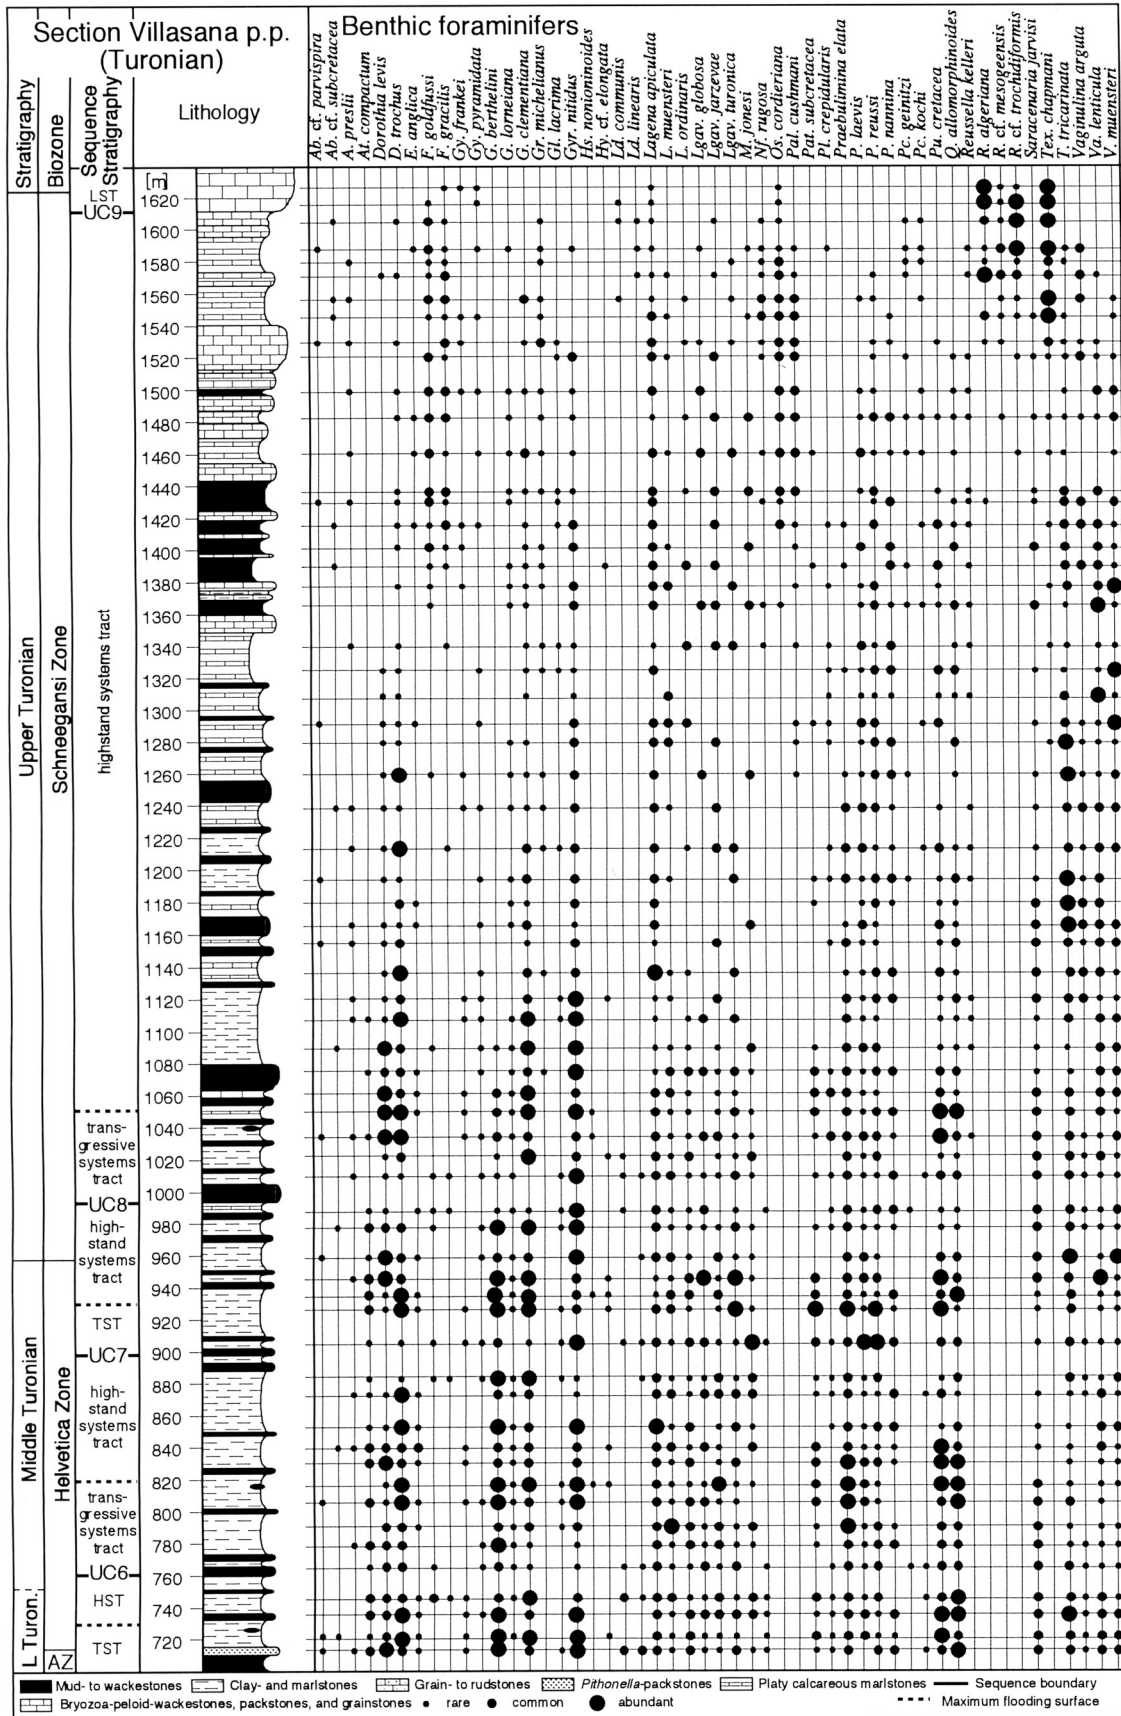 Section Villasana p.p.
(Turonian)
Benthic foraminifers
Stratigraphy
Biozone
Sequence
Stratigraphy
Lithology
Ab. cf. parvispira
Ab. cf. subcretacea
A. preslii
At. compactum
Dorothia levis
D. trochus
E. anglica
F. goldfussi
F. gracilis
Gy. frankei
Gy. pyramidata
G. berthelini
G. lorneiana
G. clementiana
Gr. michelianus
Gl. lacrima
Gyr. nitidus
Hs. nonioninoides
Hy. cf. elongata
Ld. communis
Ld. linearis
Lagena apiculata
L. muensteri
L. ordinaris
Lgav. globosa
Lgav. jarzevae
Lgav. turonica
M. jonesi
Nf. rugosa
Os. cordieriana
Pal. cushmani
Pat. subcretacea
Pl. crepidularis
Praebulimina elata
P. laevis
P. reussi
P. nannina
Pc. geinitzi
Pc. kochi
Pu. cretacea
Q. allomorphinoides
Reussella kelleri
R. algeriana
R. cf. mesogeensis
R. cf. trochidiformis
Saracenaria jarvisi
Tex. chapmani
T. tricarinata
Vaginulina arguta
Va. lenticula
V. muensteri
[m]
1620
1600
1580
1560
1540
1520
1500
1480
1460
1440
1420
1400
1380
1360
1340
1320
1300
1280
1260
1240
1220
1200
1180
1160
1140
1120
1100
1080
1060
1040
1020
1000
980
960
940
920
900
880
860
840
820
800
780
760
740
720
Upper Turonian
Middle Turonian
L Turon.
Schneegansi Zone
Helvetica Zone
AZ
LST
UC9
highstand systems tract
trans-
gressive
systems
tract
UC8
high-
stand
systems
tract
TST
UC7
high-
stand
systems
tract
trans-
gressive
systems
tract
UC6
HST
TST
Mud- to wackestones Clay- and marlstones Grain- to rudstones Pithonella-packstones Platy calcareous marlstones Sequence boundary
Bryozoa-peloid-wackestones, packstones, and grainstones rare common abundant Maximum flooding surface